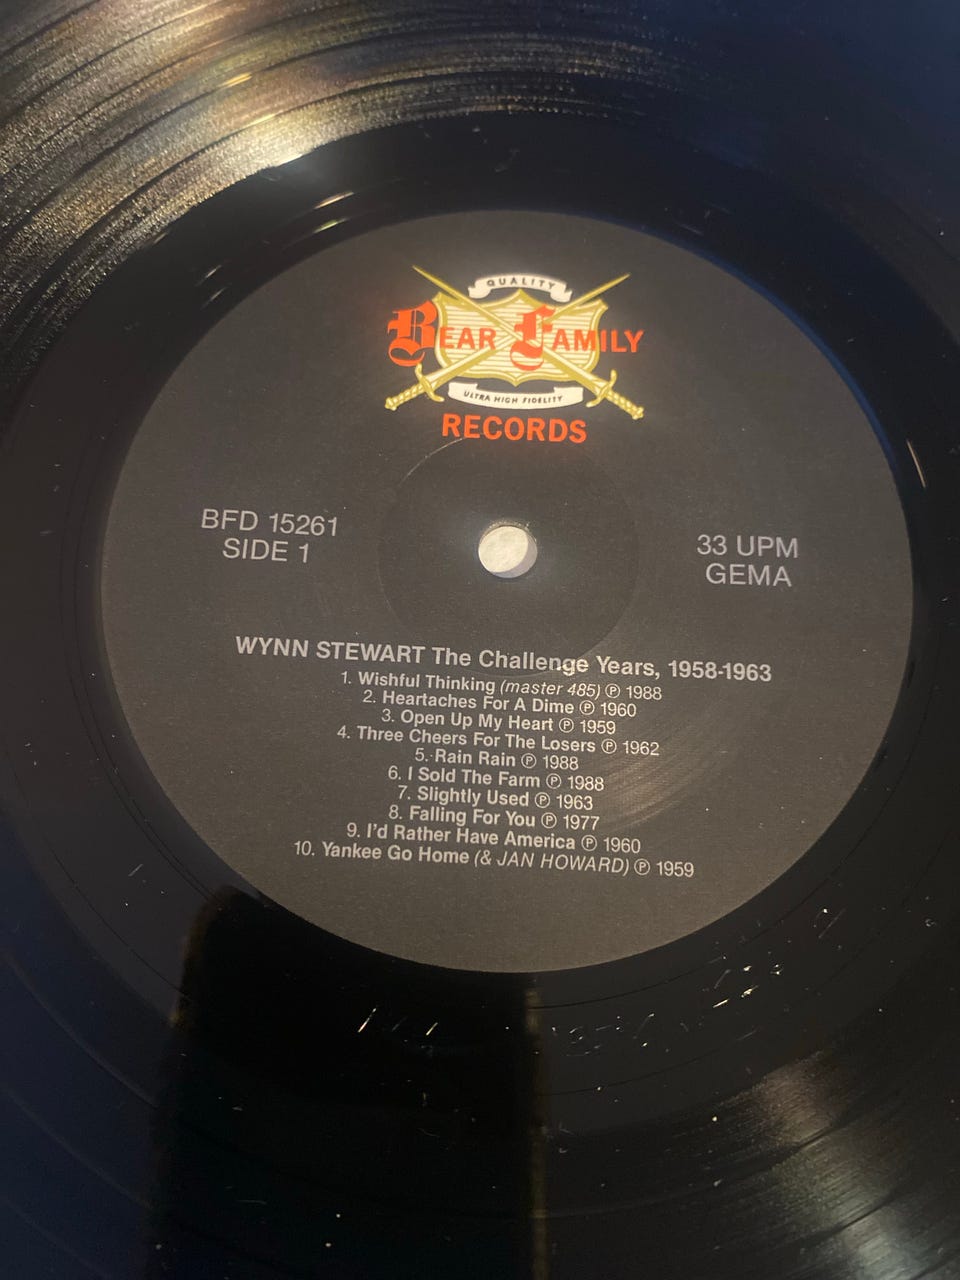 QUALITY
BEAR FAMILY
ULTRA HIGH FIDELITY
RECORDS
BFD 15261
SIDE 1
33 UPM
GEMA
WYNN STEWART The Challenge Years, 1958-1963
1. Wishful Thinking (master 485) ℗ 1988
2. Heartaches For A Dime ℗ 1960
3. Open Up My Heart ℗ 1959
4. Three Cheers For The Losers ℗ 1962
5. Rain Rain ℗ 1988
6. I Sold The Farm ℗ 1988
7. Slightly Used ℗ 1963
8. Falling For You ℗ 1977
9. I'd Rather Have America ℗ 1960
10. Yankee Go Home (& JAN HOWARD) ℗ 1959